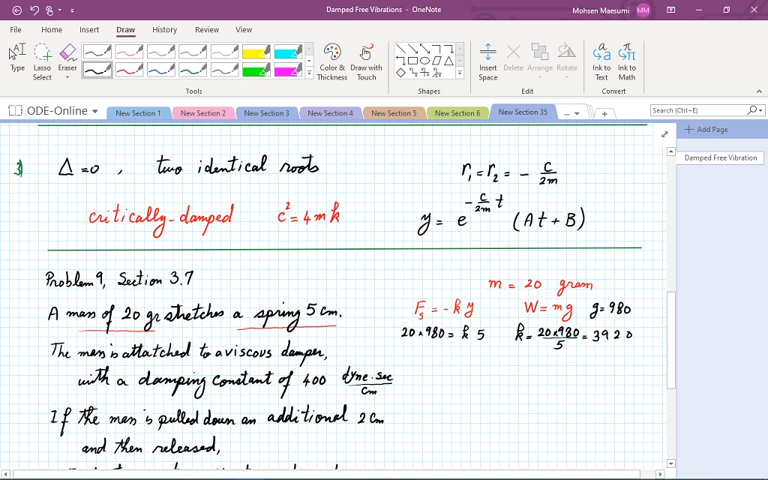 Damped Free Vibrations - OneNote
Mohsen Maesumi MM
File Home Insert Draw History Review View
Type
Lasso Select
Eraser
Color & Thickness
Draw with Touch
Insert Space
Delete
Arrange
Rotate
Ink to Text
Ink to Math
Tools Shapes Edit Convert
ODE-Online New Section 1 New Section 2 New Section 3 New Section 4 New Section 5 New Section 6 New Section 35
Search (Ctrl+E)
Add Page
Damped Free Vibration
3) Δ=0, two identical roots r₁=r₂= - c/2m
critically-damped c²=4mk y= e^(-c/2m t) (At+B)
Problem 9, Section 3.7
m = 20 gram
A mass of 20 gr stretches a spring 5 cm.
Fs = -ky W= mg g=980
20×980 = k 5 k= 20×980/5 = 3920
The mass is attatched to a viscous damper,
with a damping constant of 400 dyne.sec/cm
If the mass is pulled down an additional 2 cm
and then released,